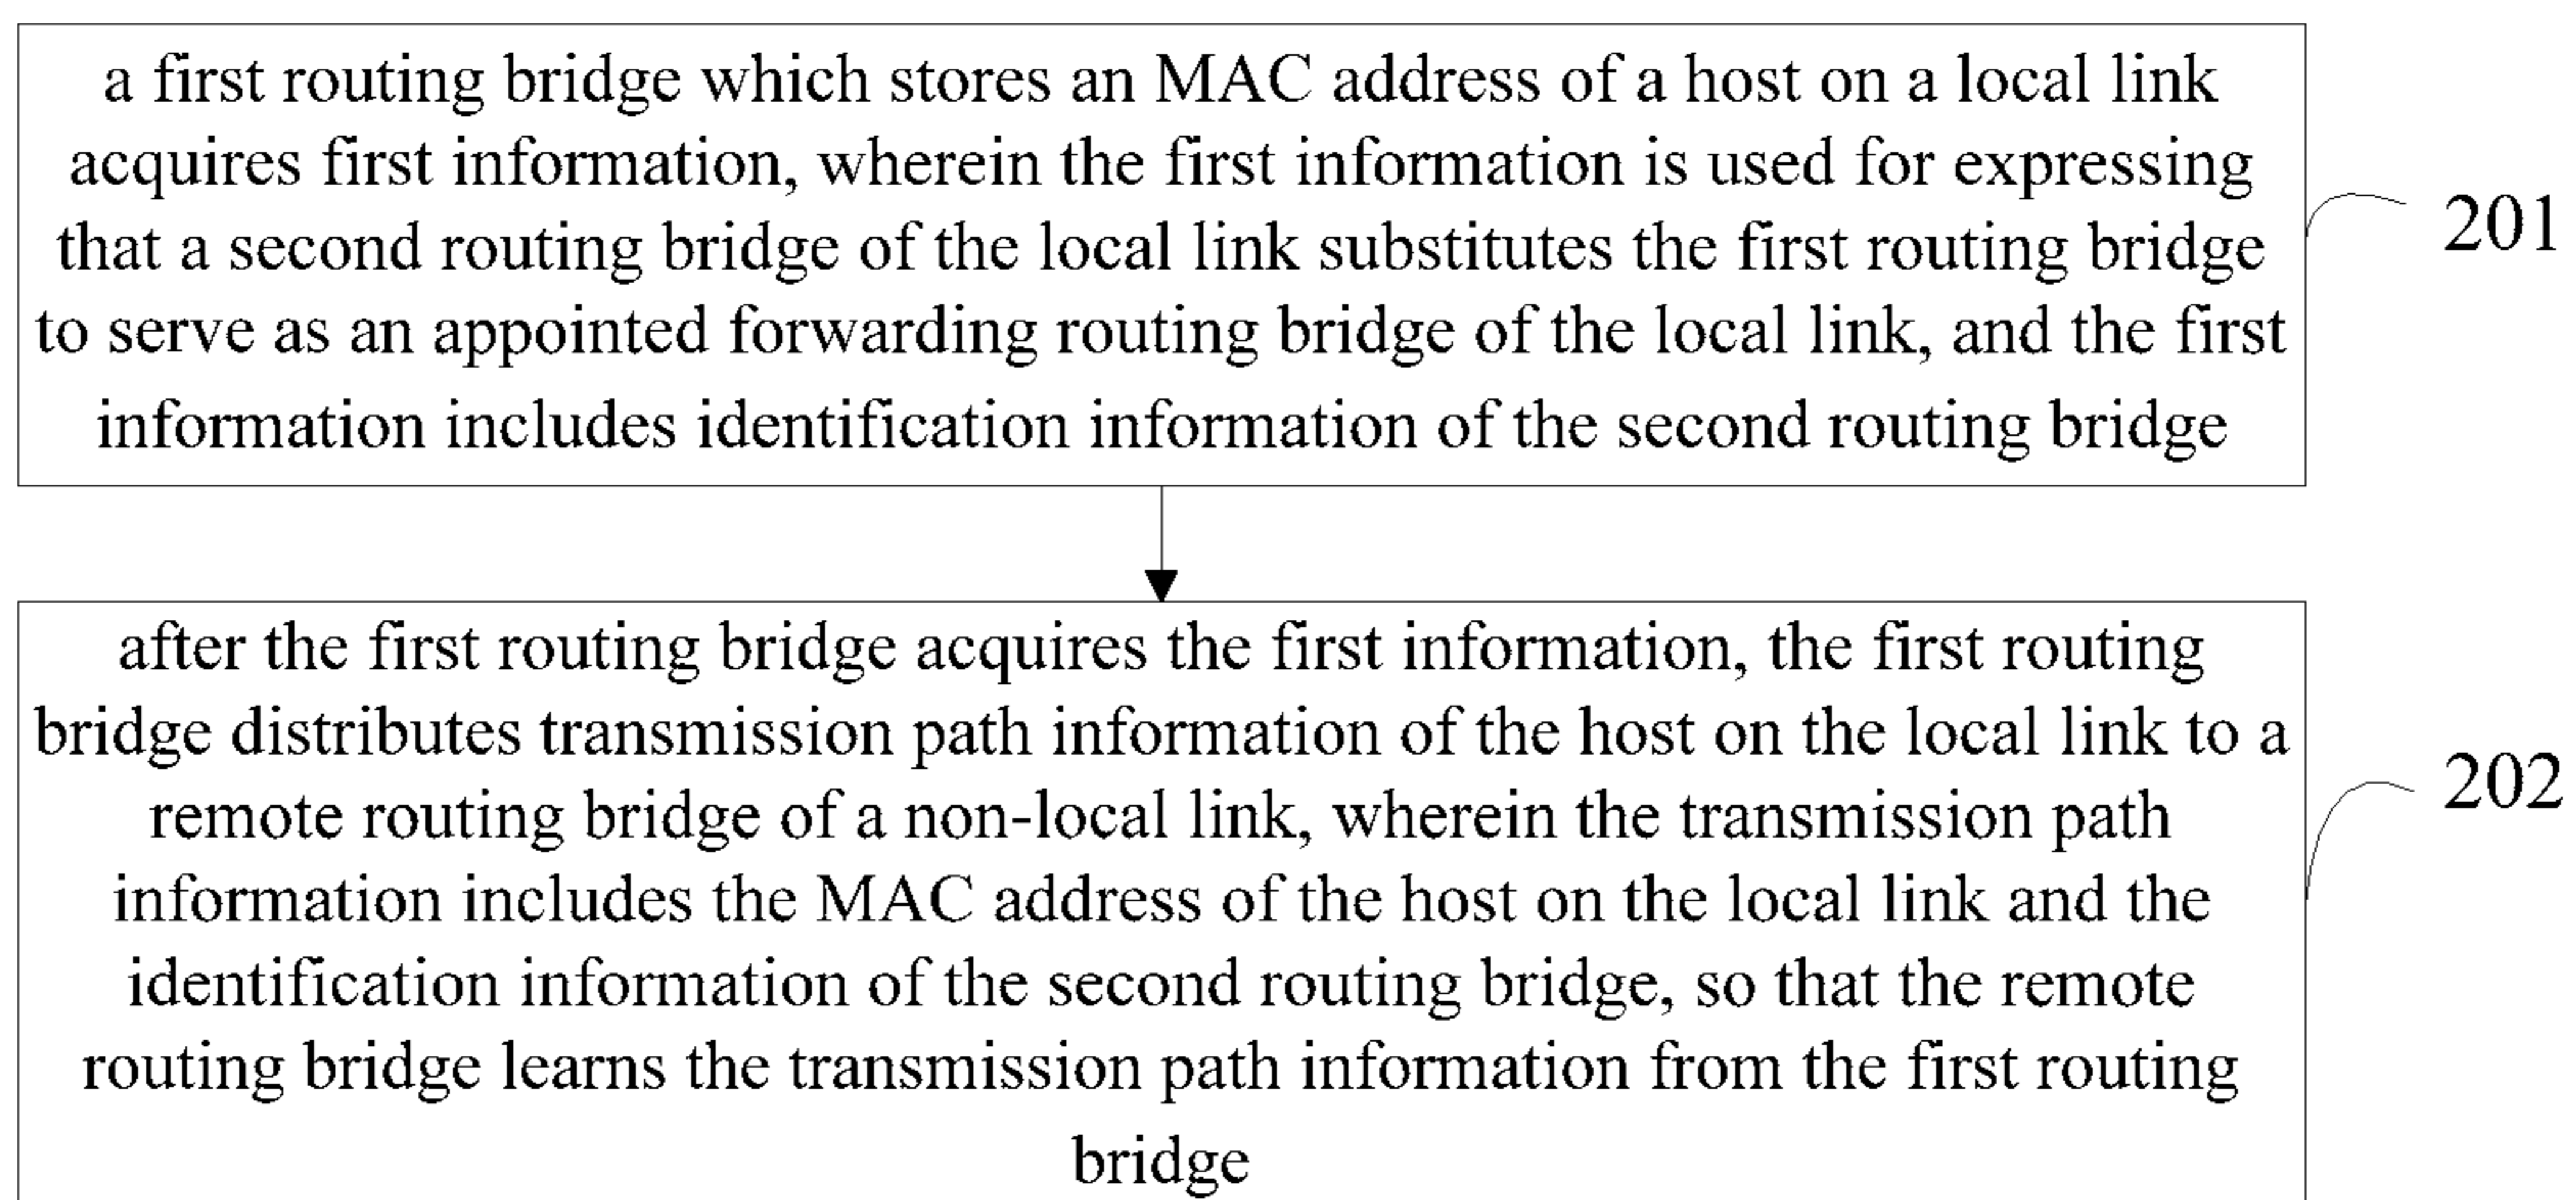 a first routing bridge which stores an MAC address of a host on a local link
acquires first information, wherein the first information is used for expressing
that a second routing bridge of the local link substitutes the first routing bridge
to serve as an appointed forwarding routing bridge of the local link, and the first
information includes identification information of the second routing bridge
201
after the first routing bridge acquires the first information, the first routing
bridge distributes transmission path information of the host on the local link to a
remote routing bridge of a non-local link, wherein the transmission path
information includes the MAC address of the host on the local link and the
identification information of the second routing bridge, so that the remote
routing bridge learns the transmission path information from the first routing
bridge
202